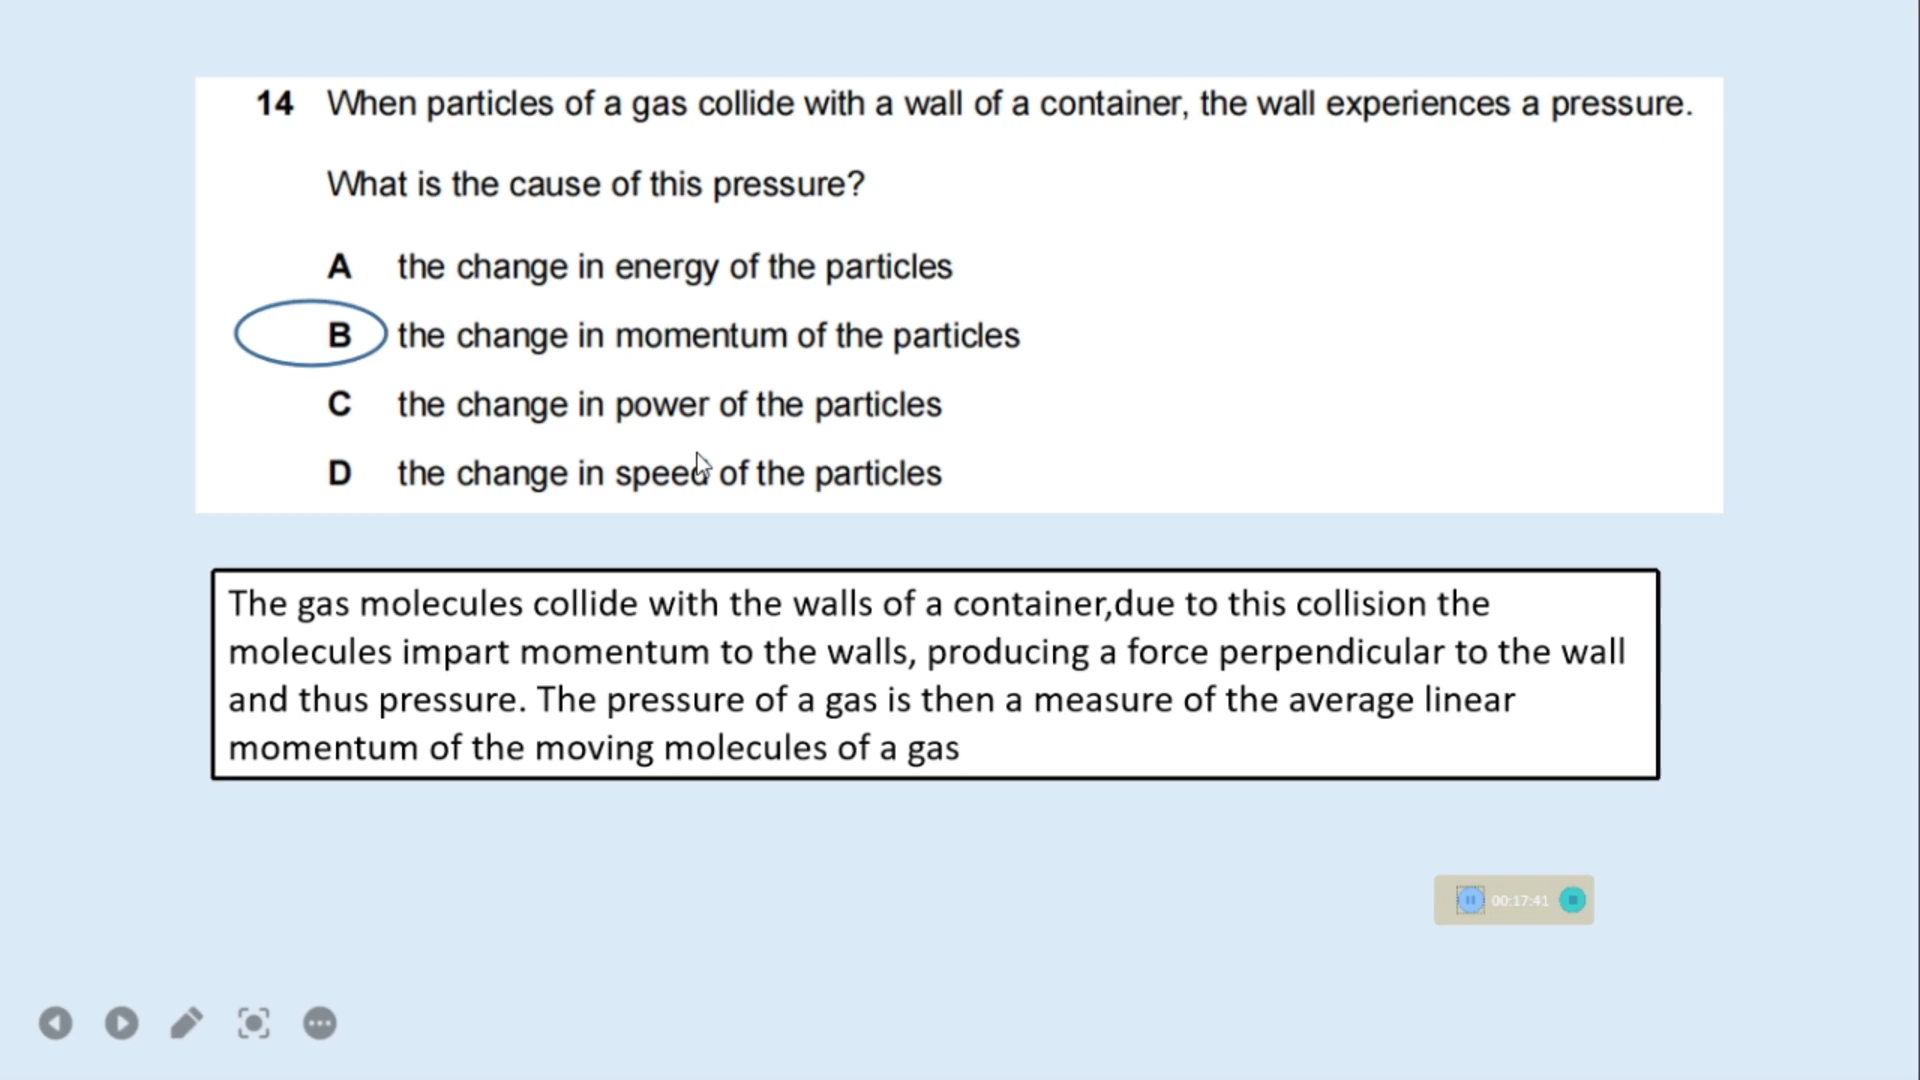 14 When particles of a gas collide with a wall of a container, the wall experiences a pressure.
What is the cause of this pressure?
A the change in energy of the particles
B the change in momentum of the particles
C the change in power of the particles
D the change in speed of the particles
The gas molecules collide with the walls of a container,due to this collision the
molecules impart momentum to the walls, producing a force perpendicular to the wall
and thus pressure. The pressure of a gas is then a measure of the average linear
momentum of the moving molecules of a gas
00:17:41